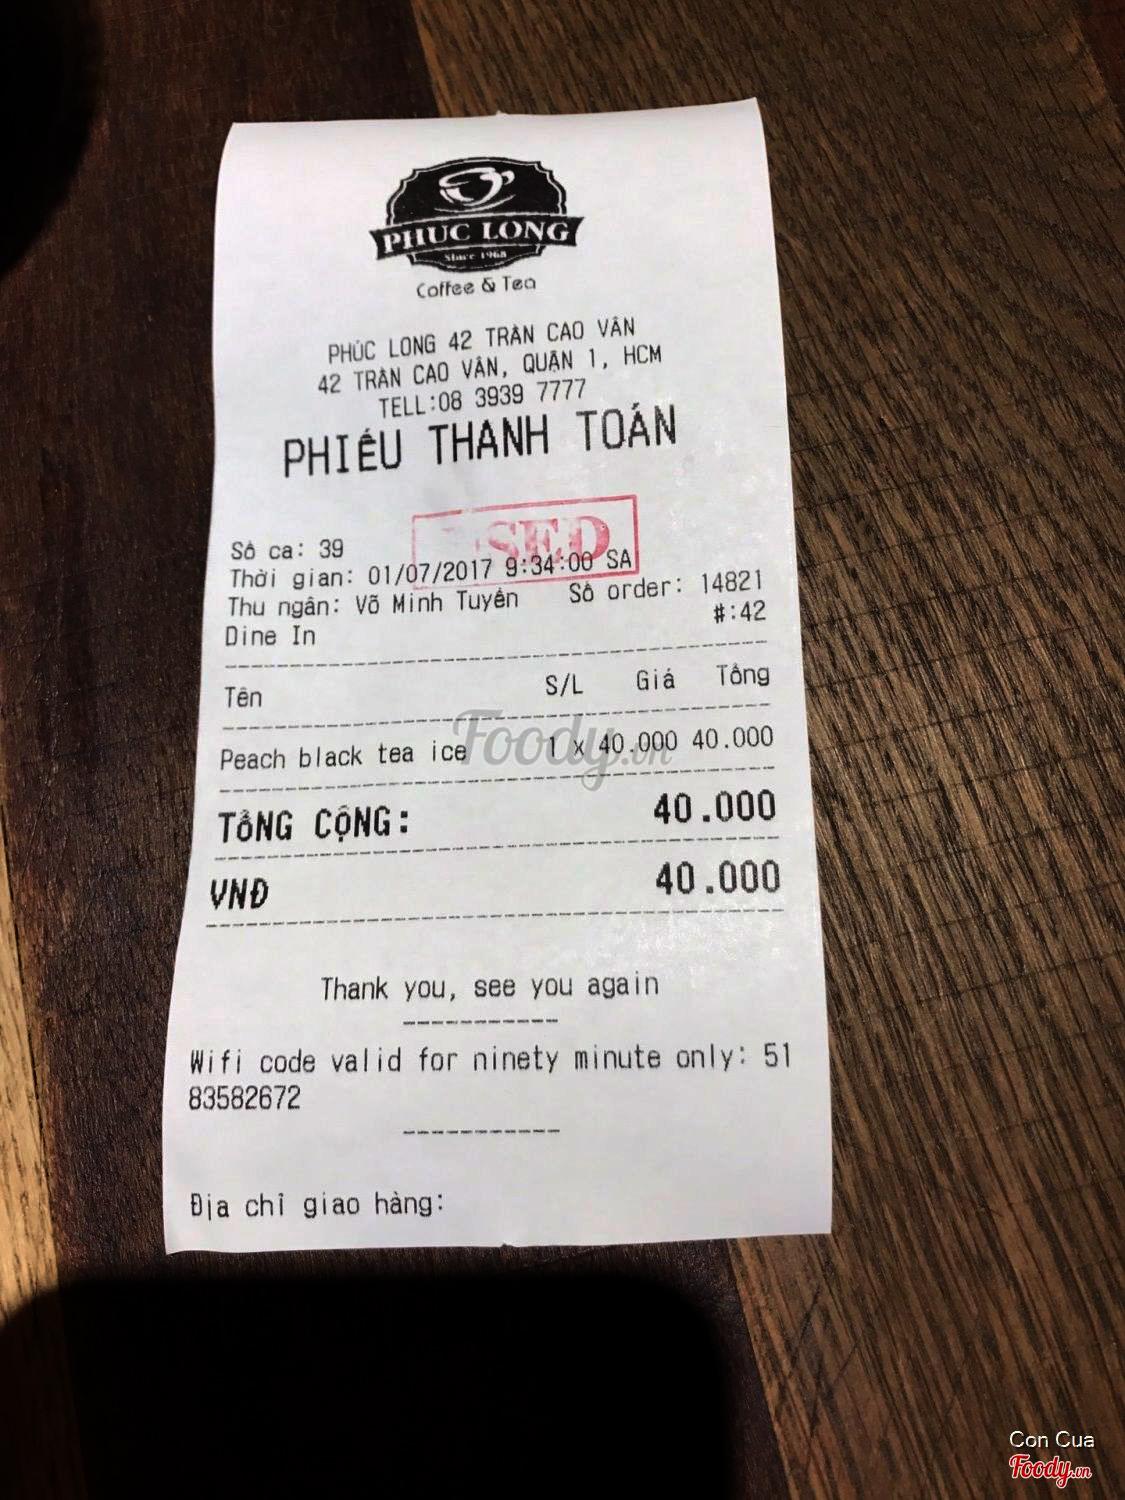 PHUC LONG
Since 1968
Coffee & Tea
PHÚC LONG 42 TRẦN CAO VÂN
42 TRẦN CAO VÂN, QUẬN 1, HCM
TELL:08 3939 7777
PHIẾU THANH TOÁN
USED
Số ca: 39
Thời gian: 01/07/2017 9:34:00 SA
Thu ngân: Võ Minh Tuyền Số order: 14821
Dine In #:42
Tên S/L Giá Tổng
Peach black tea ice 1 x 40.000 40.000
Foody.vn
TỔNG CỘNG: 40.000
VNĐ 40.000
Thank you, see you again
Wifi code valid for ninety minute only: 51
83582672
Địa chỉ giao hàng:
Con Cua
Foody.vn